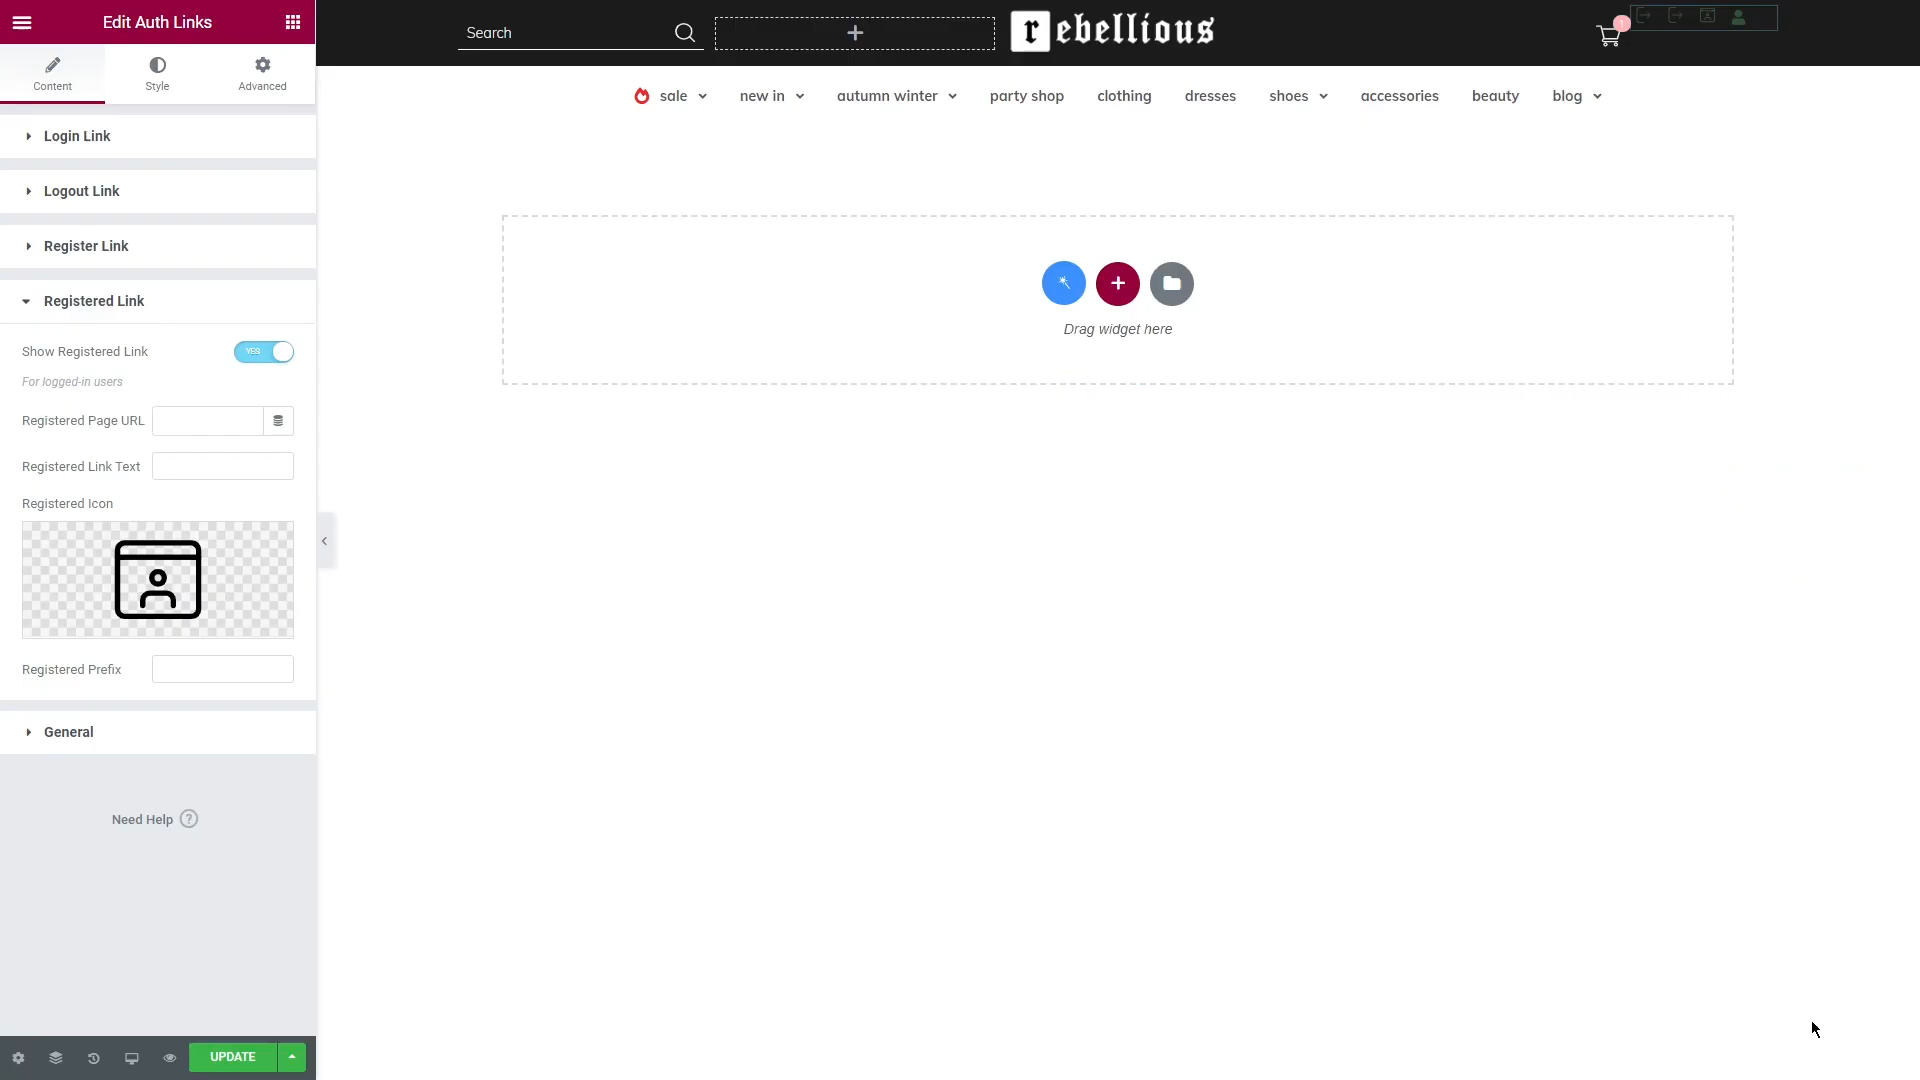 Edit Auth Links
Content
Style
Advanced
Login Link
Logout Link
Register Link
Registered Link
Show Registered Link
YES
For logged-in users
Registered Page URL
Registered Link Text
Registered Icon
Registered Prefix
General
Need Help ?
UPDATE
Search
rebellious
1
sale
new in
autumn winter
party shop
clothing
dresses
shoes
accessories
beauty
blog
Drag widget here